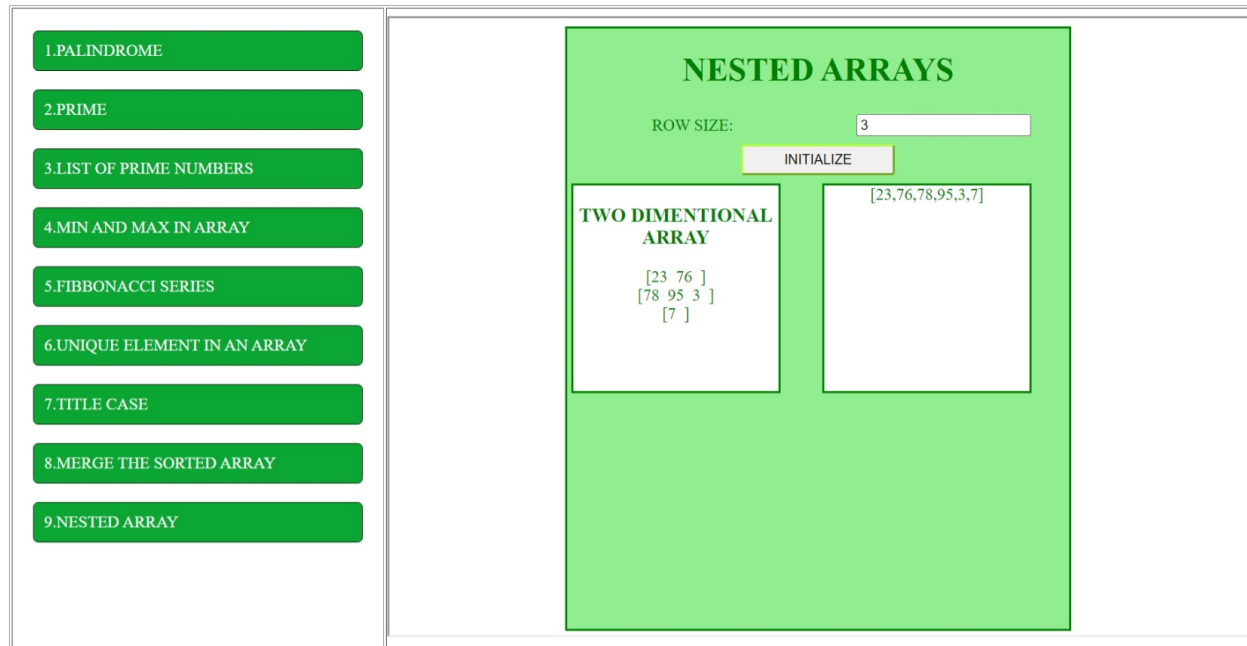 1.PALINDROME
2.PRIME
3.LIST OF PRIME NUMBERS
4.MIN AND MAX IN ARRAY
5.FIBBONACCI SERIES
6.UNIQUE ELEMENT IN AN ARRAY
7.TITLE CASE
8.MERGE THE SORTED ARRAY
9.NESTED ARRAY
NESTED ARRAYS
ROW SIZE: 3
INITIALIZE
TWO DIMENTIONAL
ARRAY
[23 76 ]
[78 95 3 ]
[7 ]
[23,76,78,95,3,7]